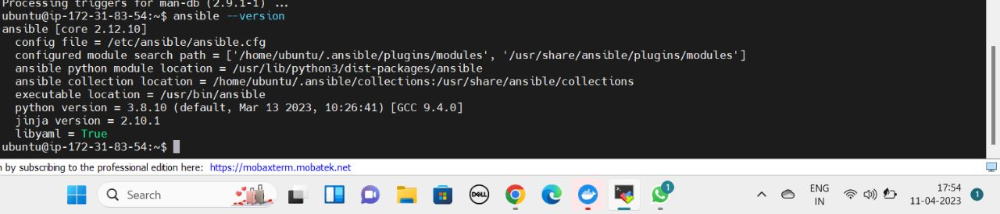 Processing triggers for man-db (2.9.1-1) ...
ubuntu@ip-172-31-83-54:~$ ansible --version
ansible [core 2.12.10]
  config file = /etc/ansible/ansible.cfg
  configured module search path = ['/home/ubuntu/.ansible/plugins/modules', '/usr/share/ansible/plugins/modules']
  ansible python module location = /usr/lib/python3/dist-packages/ansible
  ansible collection location = /home/ubuntu/.ansible/collections:/usr/share/ansible/collections
  executable location = /usr/bin/ansible
  python version = 3.8.10 (default, Mar 13 2023, 10:26:41) [GCC 9.4.0]
  jinja version = 2.10.1
  libyaml = True
ubuntu@ip-172-31-83-54:~$
by subscribing to the professional edition here: https://mobaxterm.mobatek.net
Search
DELL
1
ENG
IN
17:54
11-04-2023
1